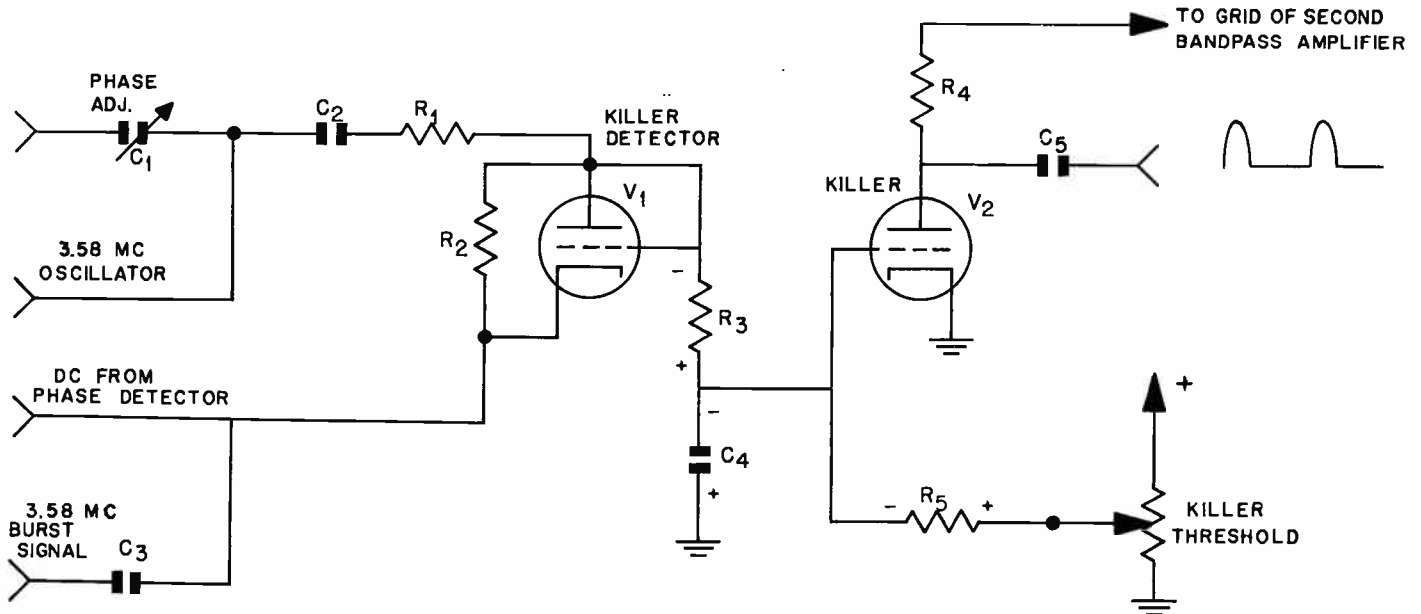 TO GRID OF SECOND
BANDPASS AMPLIFIER
PHASE
ADJ.
C1
C2
R1
KILLER
DETECTOR
R4
C5
V1
KILLER
V2
R2
3.58 MC
OSCILLATOR
-
R3
+
DC FROM
PHASE DETECTOR
-
C4
+
+
- R5 +
KILLER
THRESHOLD
3.58 MC
BURST
SIGNAL
C3